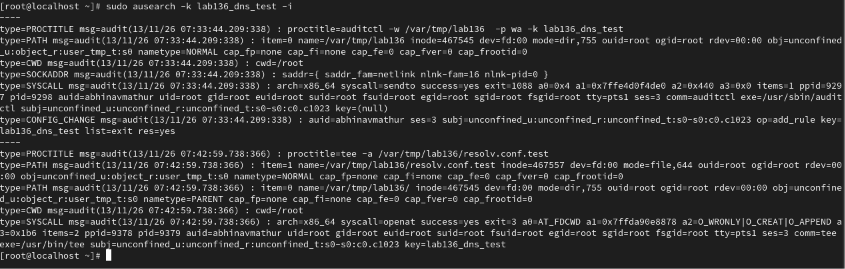 [root@localhost ~]# sudo ausearch -k lab136_dns_test -i
----
type=PROCTITLE msg=audit(13/11/26 07:33:44.209:338) : proctitle=auditctl -w /var/tmp/lab136  -p wa -k lab136_dns_test
type=PATH msg=audit(13/11/26 07:33:44.209:338) : item=0 name=/var/tmp/lab136 inode=467545 dev=fd:00 mode=dir,755 ouid=root ogid=root rdev=00:00 obj=unconfined_
u:object_r:user_tmp_t:s0 nametype=NORMAL cap_fp=none cap_fi=none cap_fe=0 cap_fver=0 cap_frootid=0
type=CWD msg=audit(13/11/26 07:33:44.209:338) : cwd=/root
type=SOCKADDR msg=audit(13/11/26 07:33:44.209:338) : saddr={ saddr_fam=netlink nlnk-fam=16 nlnk-pid=0 }
type=SYSCALL msg=audit(13/11/26 07:33:44.209:338) : arch=x86_64 syscall=sendto success=yes exit=1088 a0=0x4 a1=0x7ffe4d0f4de0 a2=0x440 a3=0x0 items=1 ppid=929
7 pid=9298 auid=abhinavmathur uid=root gid=root euid=root suid=root fsuid=root egid=root sgid=root fsgid=root tty=pts1 ses=3 comm=auditctl exe=/usr/sbin/audit
ctl subj=unconfined_u:unconfined_r:unconfined_t:s0-s0:c0.c1023 key=(null)
type=CONFIG_CHANGE msg=audit(13/11/26 07:33:44.209:338) : auid=abhinavmathur ses=3 subj=unconfined_u:unconfined_r:unconfined_t:s0-s0:c0.c1023 op=add_rule key=
lab136_dns_test list=exit res=yes
----
type=PROCTITLE msg=audit(13/11/26 07:42:59.738:366) : proctitle=tee -a /var/tmp/lab136/resolv.conf.test
type=PATH msg=audit(13/11/26 07:42:59.738:366) : item=1 name=/var/tmp/lab136/resolv.conf.test inode=467557 dev=fd:00 mode=file,644 ouid=root ogid=root rdev=00
:00 obj=unconfined_u:object_r:user_tmp_t:s0 nametype=NORMAL cap_fp=none cap_fi=none cap_fe=0 cap_fver=0 cap_frootid=0
type=PATH msg=audit(13/11/26 07:42:59.738:366) : item=0 name=/var/tmp/lab136/ inode=467545 dev=fd:00 mode=dir,755 ouid=root ogid=root rdev=00:00 obj=unconfine
d_u:object_r:user_tmp_t:s0 nametype=PARENT cap_fp=none cap_fi=none cap_fe=0 cap_fver=0 cap_frootid=0
type=CWD msg=audit(13/11/26 07:42:59.738:366) : cwd=/root
type=SYSCALL msg=audit(13/11/26 07:42:59.738:366) : arch=x86_64 syscall=openat success=yes exit=3 a0=AT_FDCWD a1=0x7ffda90e8878 a2=O_WRONLY|O_CREAT|O_APPEND a
3=0x1b6 items=2 ppid=9378 pid=9379 auid=abhinavmathur uid=root gid=root euid=root suid=root fsuid=root egid=root sgid=root fsgid=root tty=pts1 ses=3 comm=tee
exe=/usr/bin/tee subj=unconfined_u:unconfined_r:unconfined_t:s0-s0:c0.c1023 key=lab136_dns_test
[root@localhost ~]#